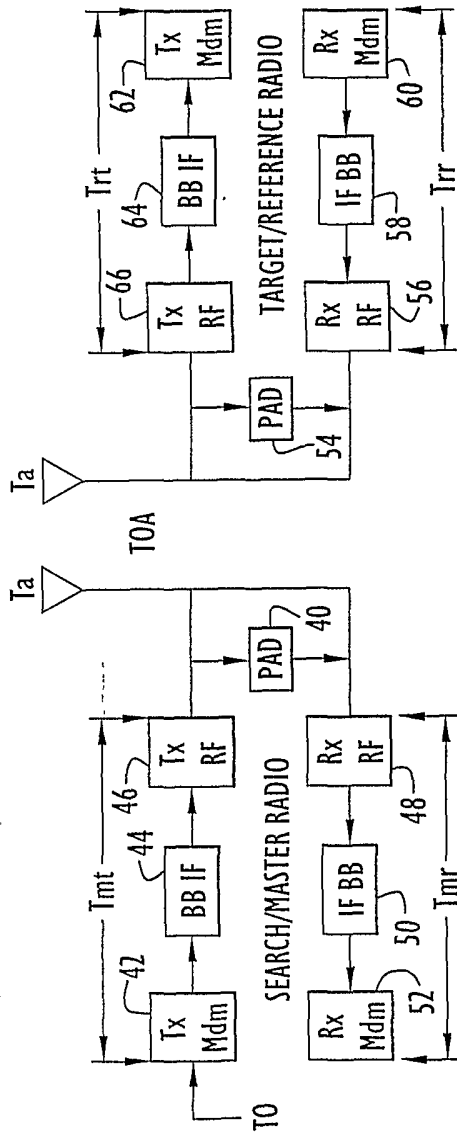 Ta
Ta
TOA
Tmt
42
Tx
Mdm
44
BB IF
46
Tx
RF
TO
PAD
40
SEARCH/MASTER RADIO
Rx
Mdm
52
IF BB
50
Rx
RF
48
Tmr
Trt
66
Tx
RF
64
BB IF
62
Tx
Mdm
PAD
54
TARGET/REFERENCE RADIO
Rx
RF
56
IF BB
58
Rx
Mdm
60
Trr